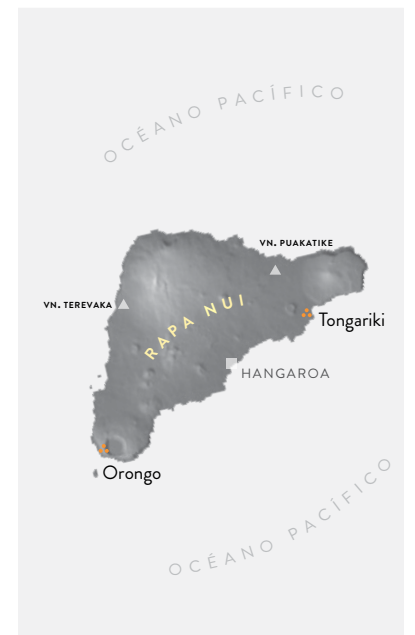 OCÉANO PACÍFICO
VN. PUAKATIKE
VN. TEREVAKA
RAPA NUI
Tongariki
HANGAROA
Orongo
OCÉANO PACÍFICO